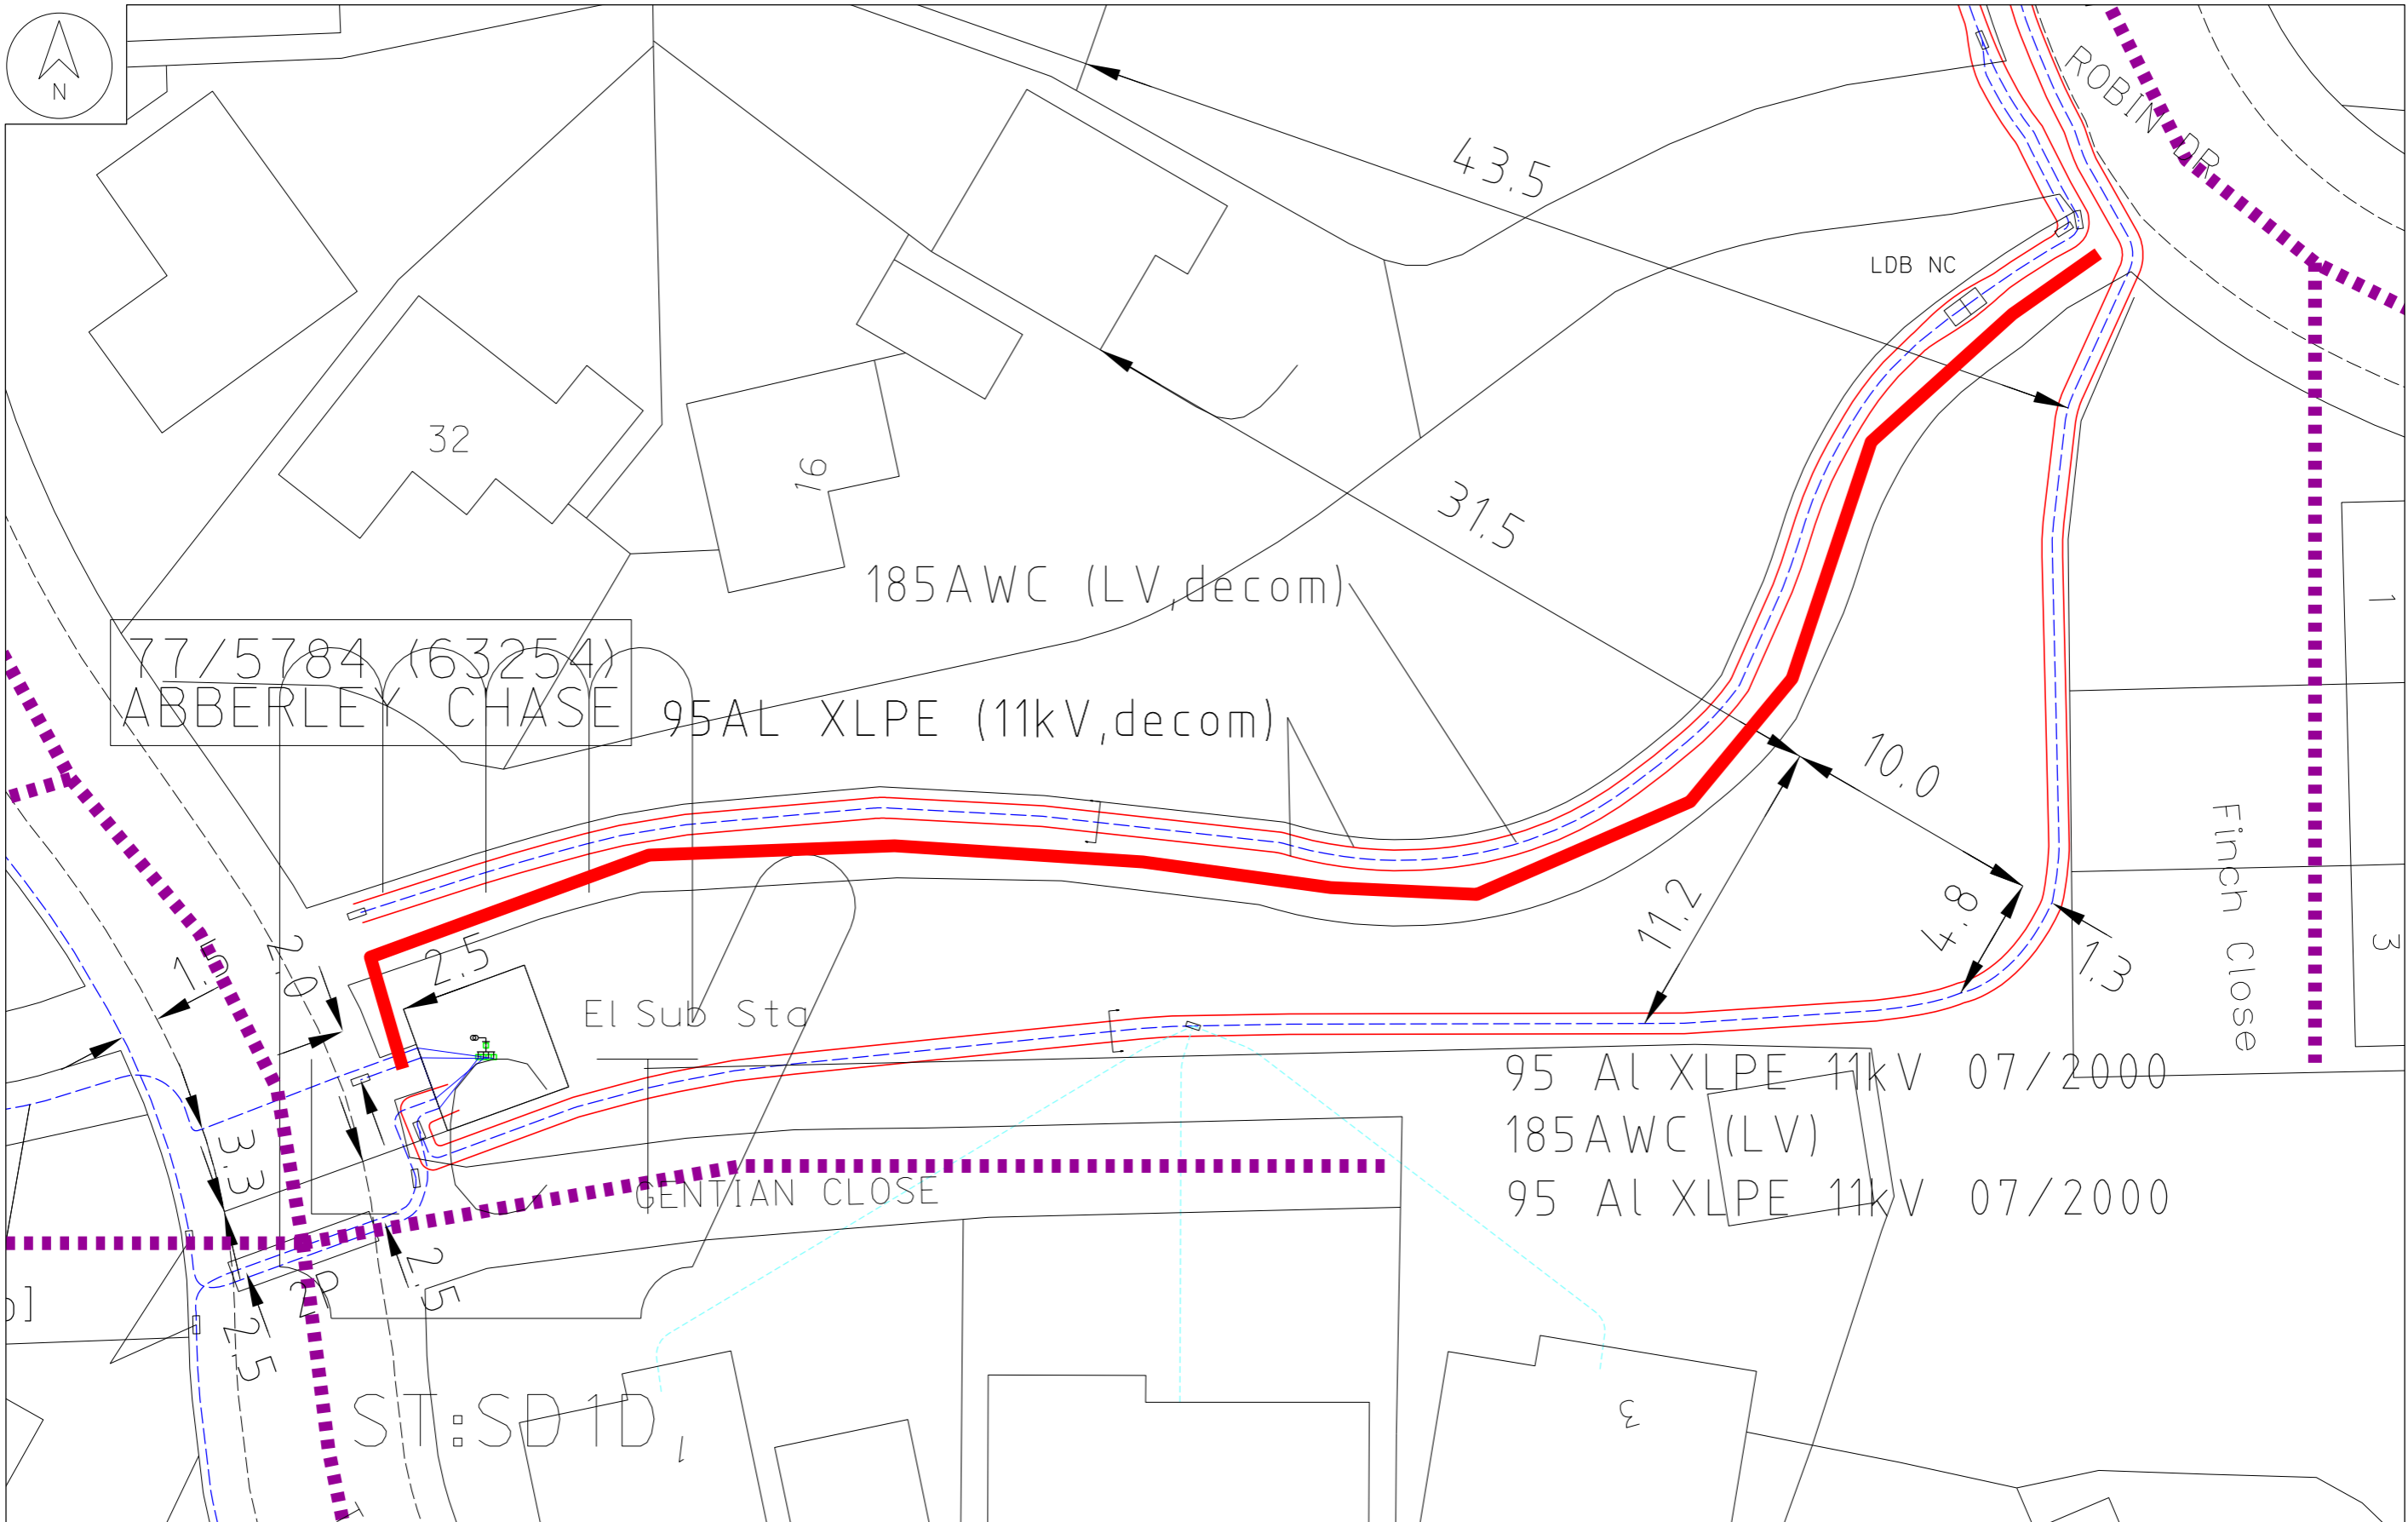 N
ROBIN DR
43.5
LDB NC
32
16
31.5
185AWC (LV,decom)
77/5784 (63254)
ABBERLEY CHASE
95AL XLPE (11kV,decom)
1
10.0
11.2
4.8
1.3
Finch Close
3
1.5
2.0
2.5
El Sub Sta
95 Al XLPE 11kV 07/2000
185AWC (LV)
95 Al XLPE 11kV 07/2000
3.3
GENTIAN CLOSE
2.5
2.5
ST:SD1D
1
3